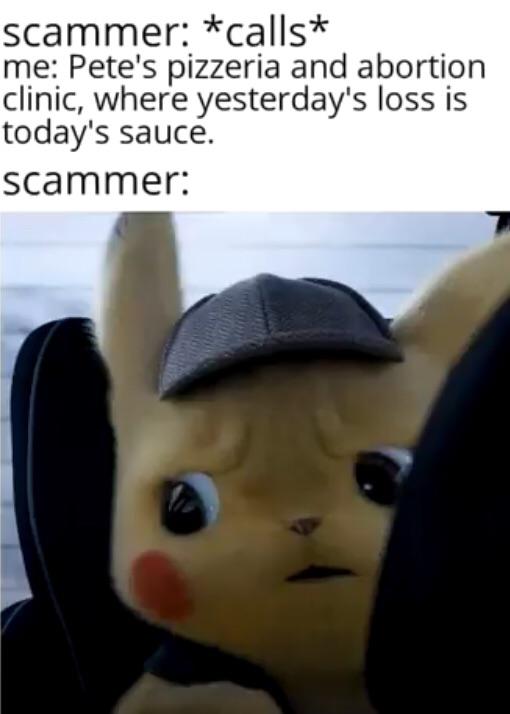 scammer: *calls*
me: Pete's pizzeria and abortion
clinic, where yesterday's loss is
today's sauce.
scammer: